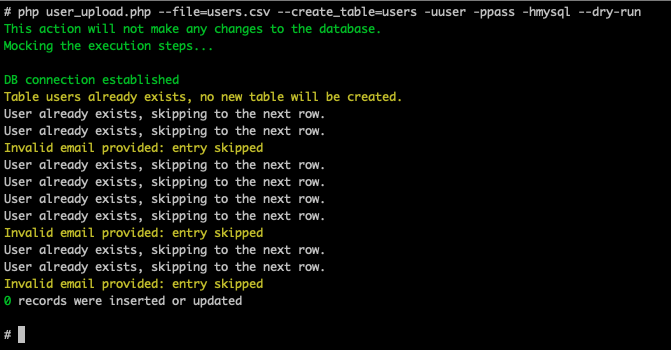 # php user_upload.php --file=users.csv --create_table=users -uuser -ppass -hmysql --dry-run
This action will not make any changes to the database.
Mocking the execution steps...
DB connection established
Table users already exists, no new table will be created.
User already exists, skipping to the next row.
User already exists, skipping to the next row.
Invalid email provided: entry skipped
User already exists, skipping to the next row.
User already exists, skipping to the next row.
User already exists, skipping to the next row.
User already exists, skipping to the next row.
Invalid email provided: entry skipped
User already exists, skipping to the next row.
User already exists, skipping to the next row.
Invalid email provided: entry skipped
0 records were inserted or updated
#